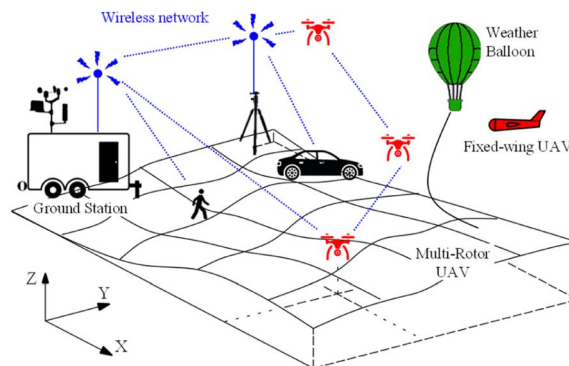 Wireless network
Weather
Balloon
Fixed-wing UAV
Ground Station
Multi-Rotor
UAV
Z
Y
X